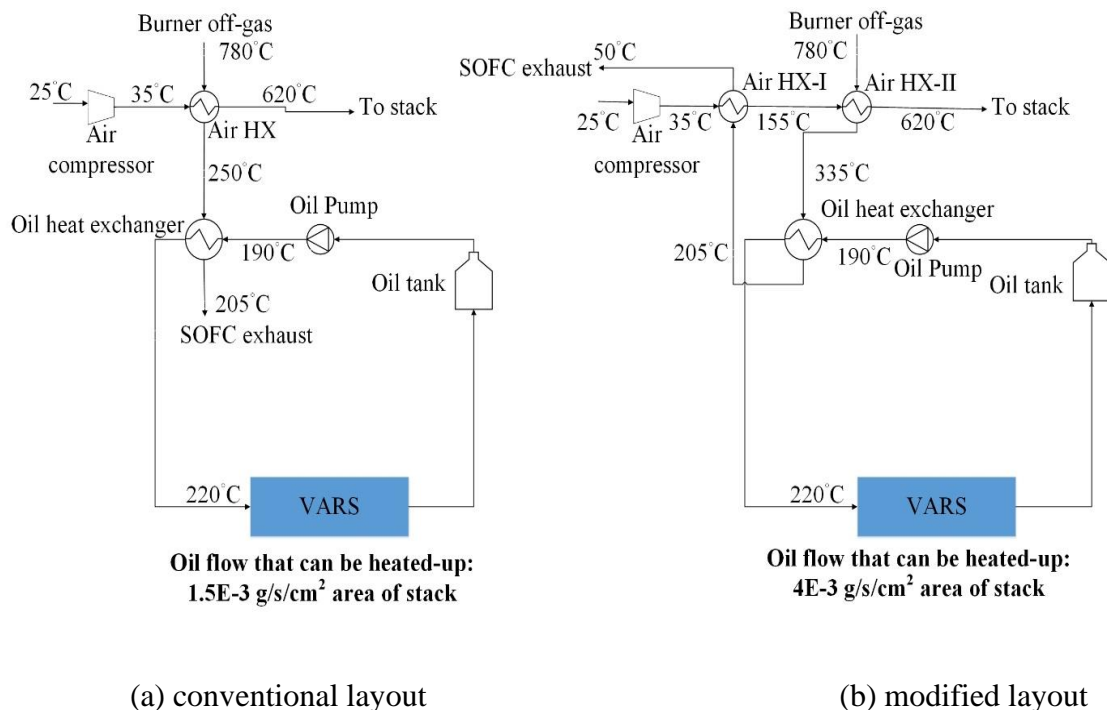 Burner off-gas
780°C
25°C
35°C
620°C
To stack
Air HX
Air
compressor
250°C
Oil heat exchanger
Oil Pump
190°C
Oil tank
205°C
SOFC exhaust
220°C
VARS
Oil flow that can be heated-up:
1.5E-3 g/s/cm² area of stack
(a) conventional layout
Burner off-gas
50°C
780°C
SOFC exhaust
Air HX-I
Air HX-II
25°C
35°C
155°C
620°C
To stack
Air
compressor
335°C
Oil heat exchanger
205°C
190°C
Oil Pump
Oil tank
220°C
VARS
Oil flow that can be heated-up:
4E-3 g/s/cm² area of stack
(b) modified layout